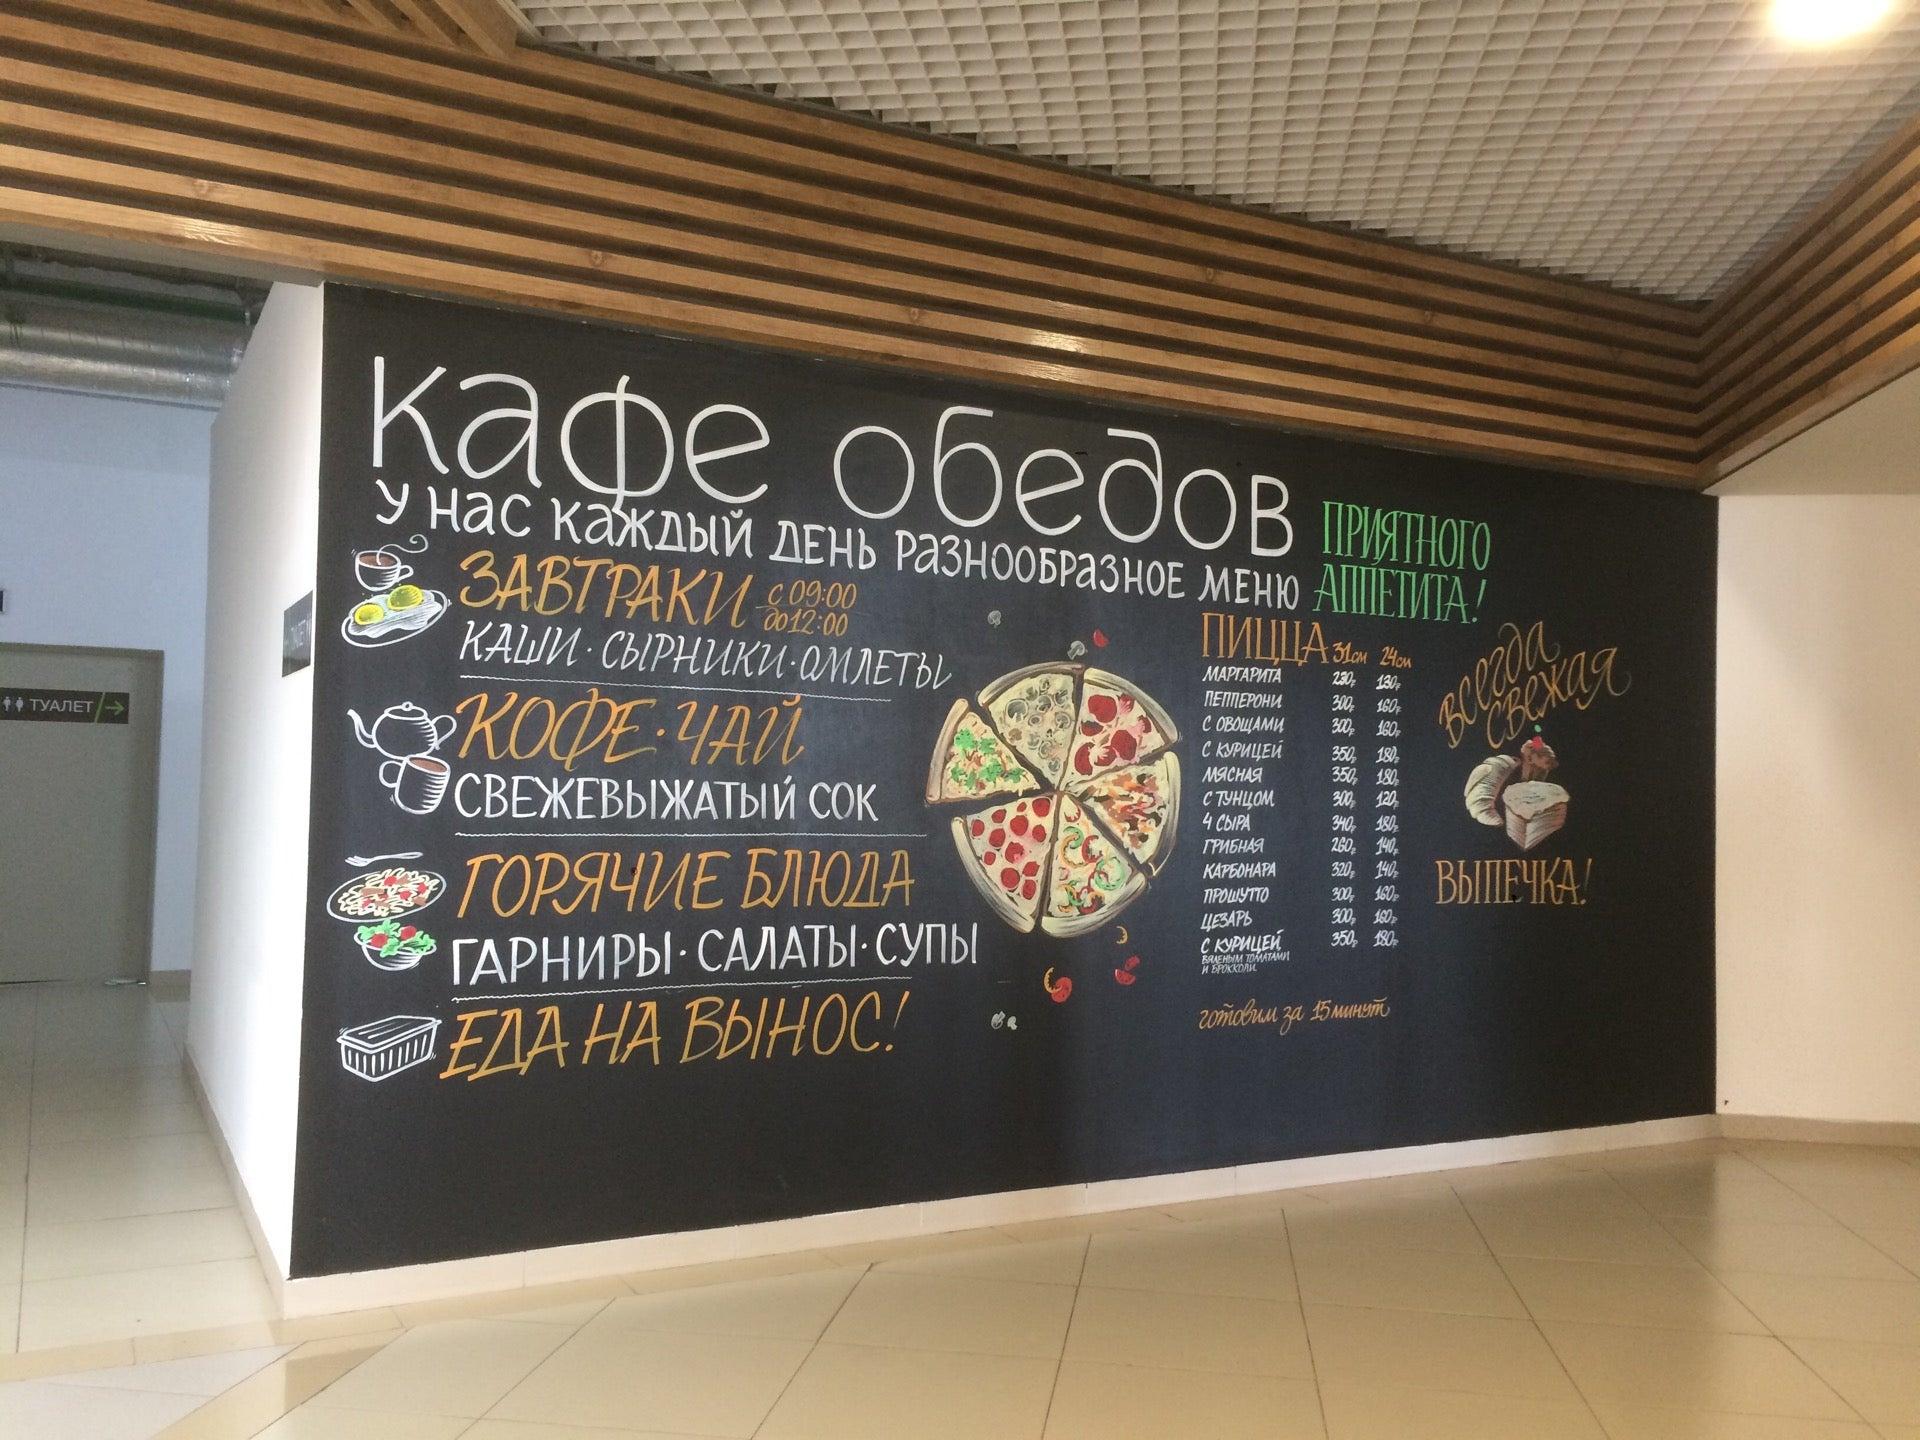 кафе обедов
у нас каждый день разнообразное меню
ЗАВТРАКИ с 09:00 до 12:00
КАШИ · СЫРНИКИ · ОМЛЕТЫ
КОФЕ · ЧАЙ
СВЕЖЕВЫЖАТЫЙ СОК
ГОРЯЧИЕ БЛЮДА
ГАРНИРЫ · САЛАТЫ · СУПЫ
ЕДА НА ВЫНОС!
ПРИЯТНОГО
АППЕТИТА!
ПИЦЦА 31см 24см
МАРГАРИТА 130р
ПЕППЕРОНИ 300р 160р
С ОВОЩАМИ 300р 160р
С КУРИЦЕЙ 350р 180р
МЯСНАЯ 350р 180р
С ТУНЦОМ 300р 120р
4 СЫРА 340р 180р
ГРИБНАЯ 260р 140р
КАРБОНАРА 320р 140р
ПРОШУТТО 300р 160р
ЦЕЗАРЬ 300р 160р
С КУРИЦЕЙ 350р 180р
ВЯЛЕНЫМ ТОМАТАМИ
И БРОККОЛИ
готовим за 15 минут
всегда
свежая
ВЫПЕЧКА!
ТУАЛЕТ